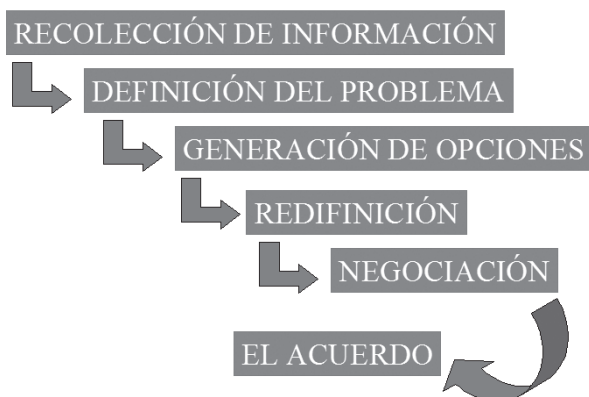 RECOLECCIÓN DE INFORMACIÓN
DEFINICIÓN DEL PROBLEMA
GENERACIÓN DE OPCIONES
REDIFINICIÓN
NEGOCIACIÓN
EL ACUERDO